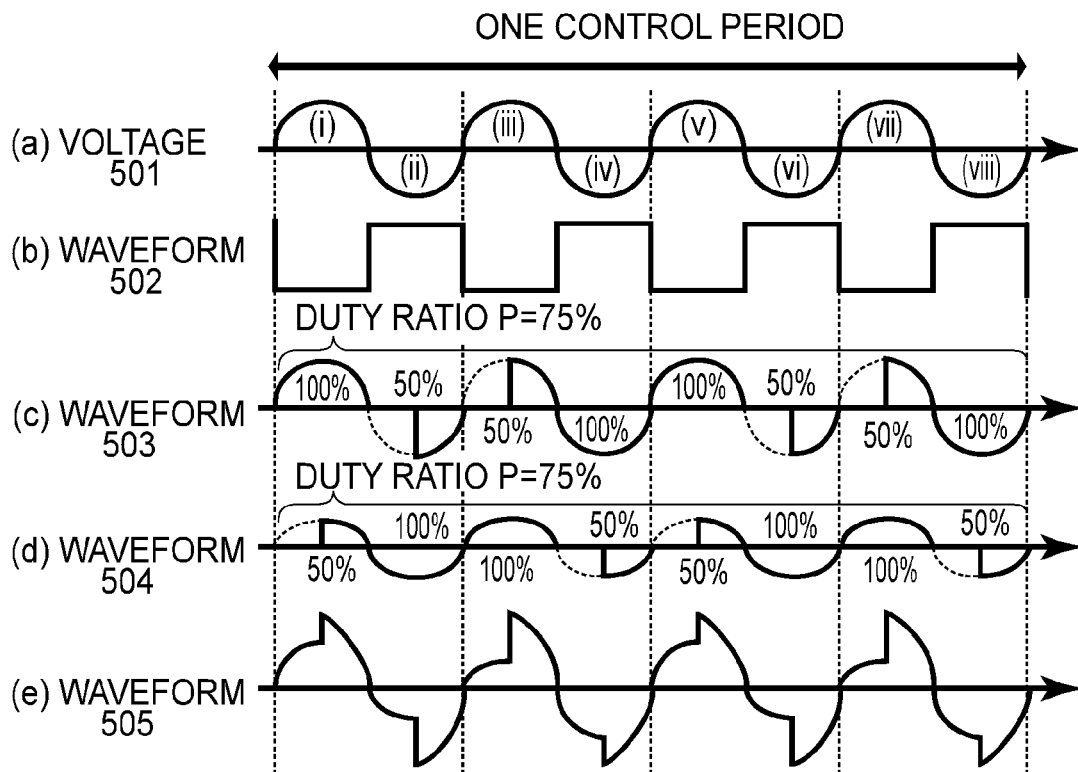 ONE CONTROL PERIOD
(a) VOLTAGE 501
(i)
(ii)
(iii)
(iv)
(v)
(vi)
(vii)
(viii)
(b) WAVEFORM 502
DUTY RATIO P=75%
(c) WAVEFORM 503
100%
50%
50%
100%
100%
50%
50%
100%
DUTY RATIO P=75%
(d) WAVEFORM 504
50%
100%
100%
50%
50%
100%
100%
50%
(e) WAVEFORM 505